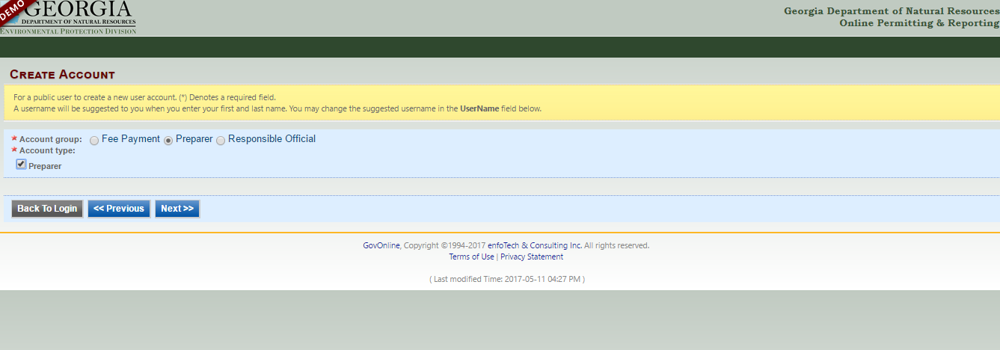 DEMO
GEORGIA
DEPARTMENT OF NATURAL RESOURCES
ENVIRONMENTAL PROTECTION DIVISION
Georgia Department of Natural Resources
Online Permitting & Reporting
CREATE ACCOUNT
For a public user to create a new user account. (*) Denotes a required field.
A username will be suggested to you when you enter your first and last name. You may change the suggested username in the UserName field below.
* Account group: Fee Payment Preparer Responsible Official
* Account type:
Preparer
Back To Login << Previous Next >>
GovOnline, Copyright ©1994-2017 enfoTech & Consulting Inc. All rights reserved.
Terms of Use | Privacy Statement
( Last modified Time: 2017-05-11 04:27 PM )